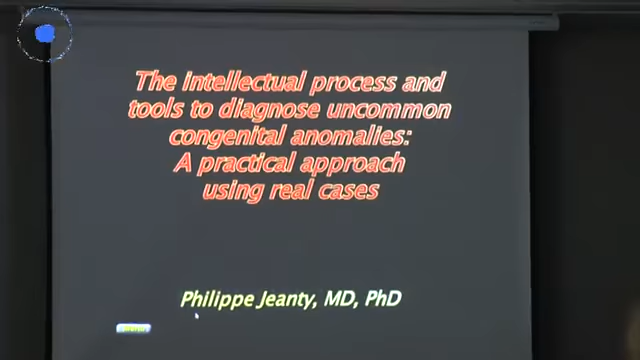 The intellectual process and
tools to diagnose uncommon
congenital anomalies:
A practical approach
using real cases
Philippe Jeanty, MD, PhD